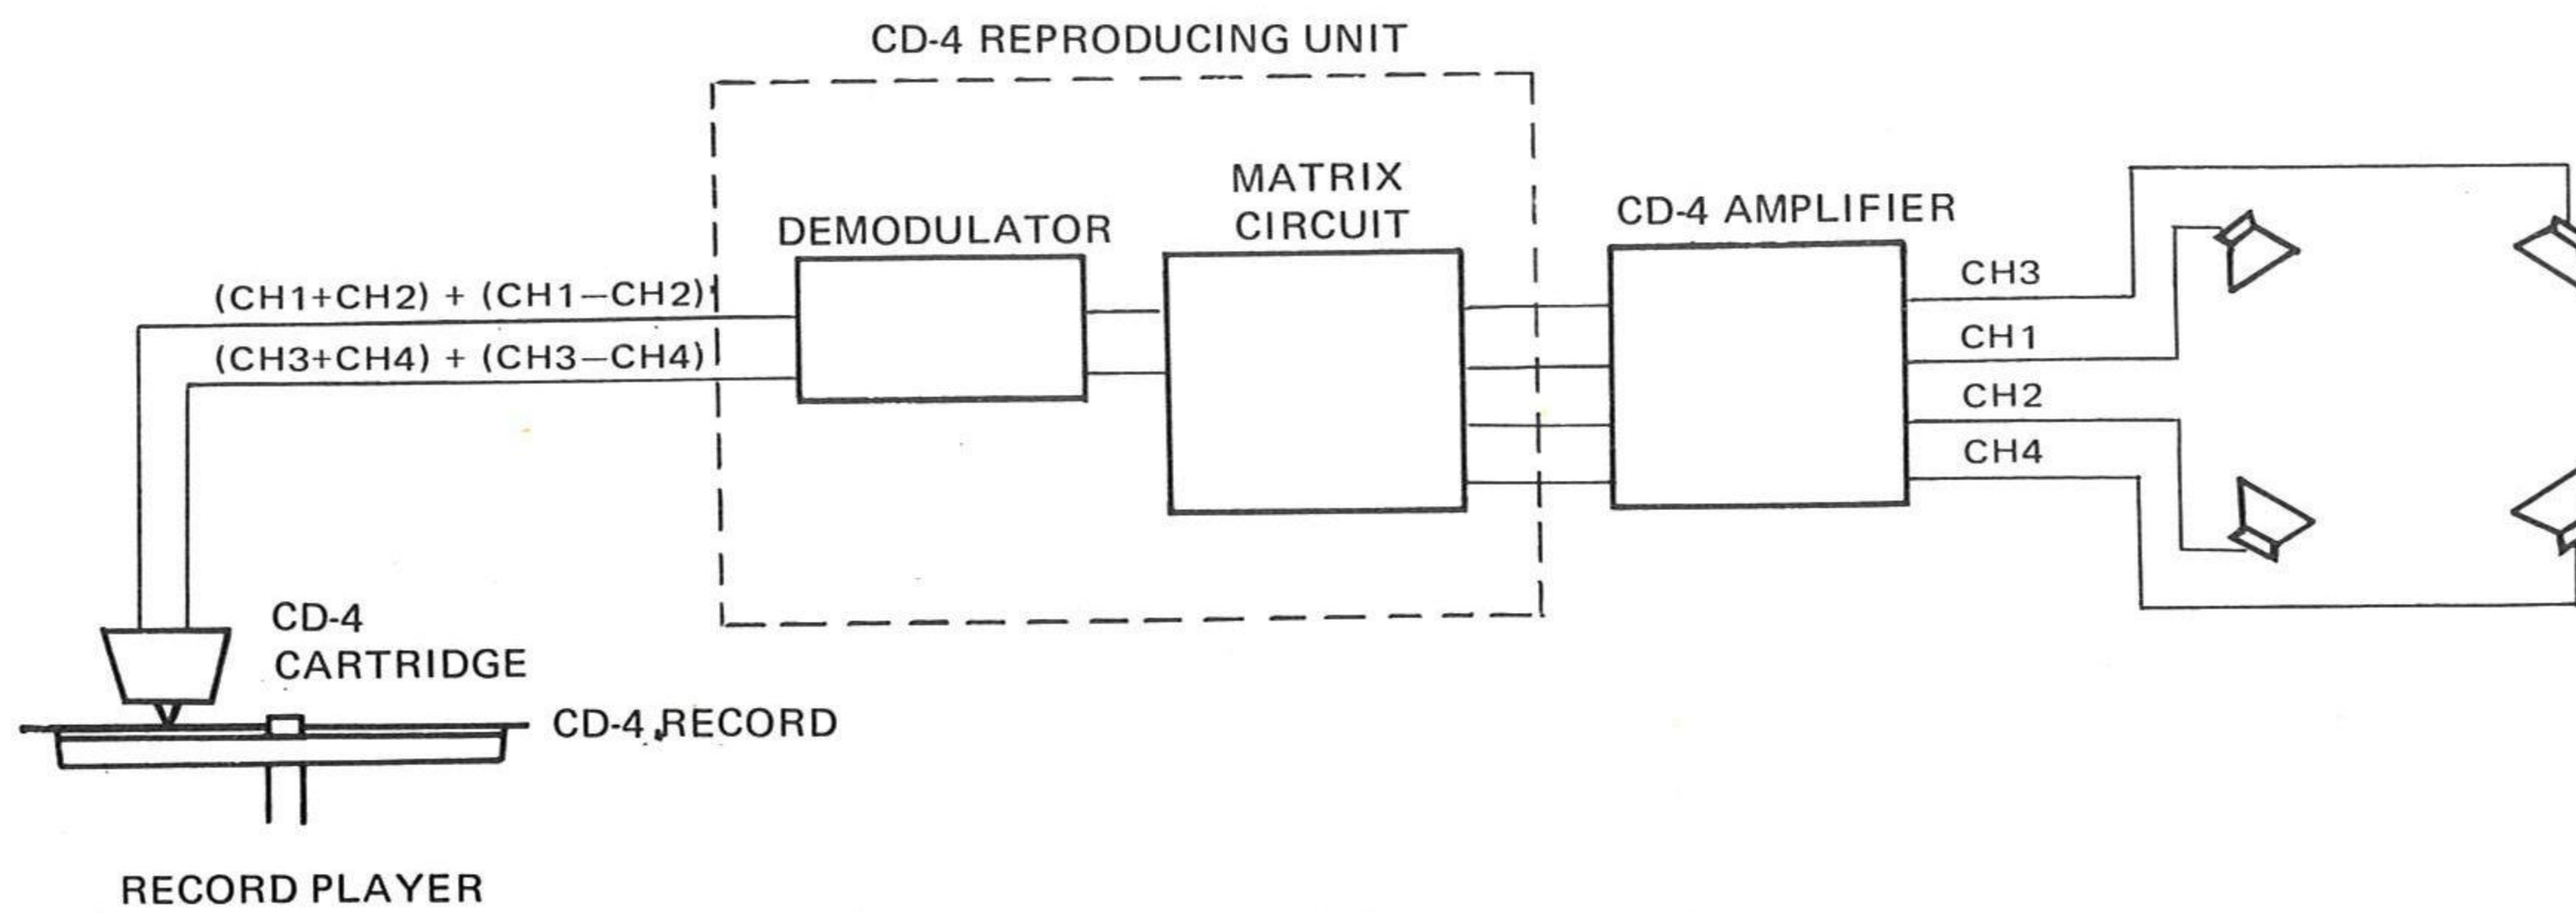 CD-4 REPRODUCING UNIT
MATRIX
CIRCUIT
DEMODULATOR
CD-4 AMPLIFIER
(CH1+CH2) + (CH1−CH2)
(CH3+CH4) + (CH3−CH4)
CH3
CH1
CH2
CH4
CD-4
CARTRIDGE
CD-4 RECORD
RECORD PLAYER